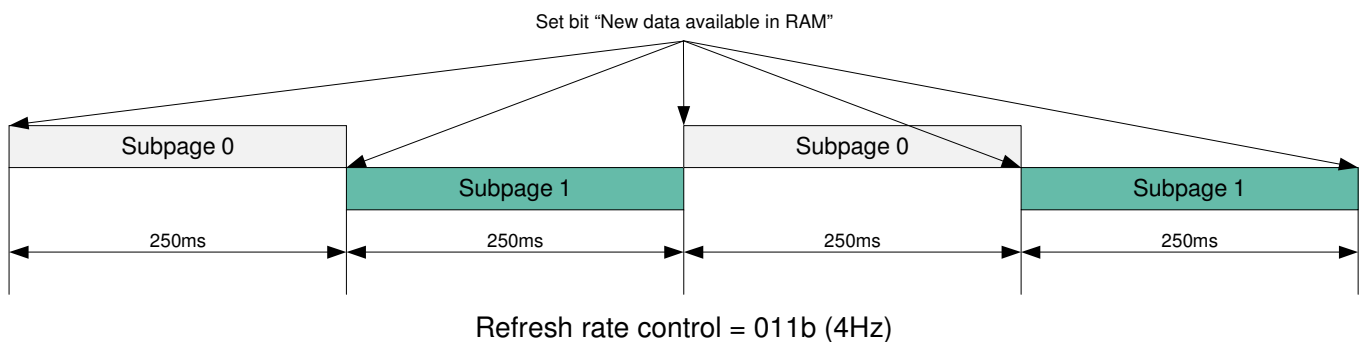 Set bit “New data available in RAM”
Subpage 0
Subpage 0
Subpage 1
Subpage 1
250ms
250ms
250ms
250ms
Refresh rate control = 011b (4Hz)